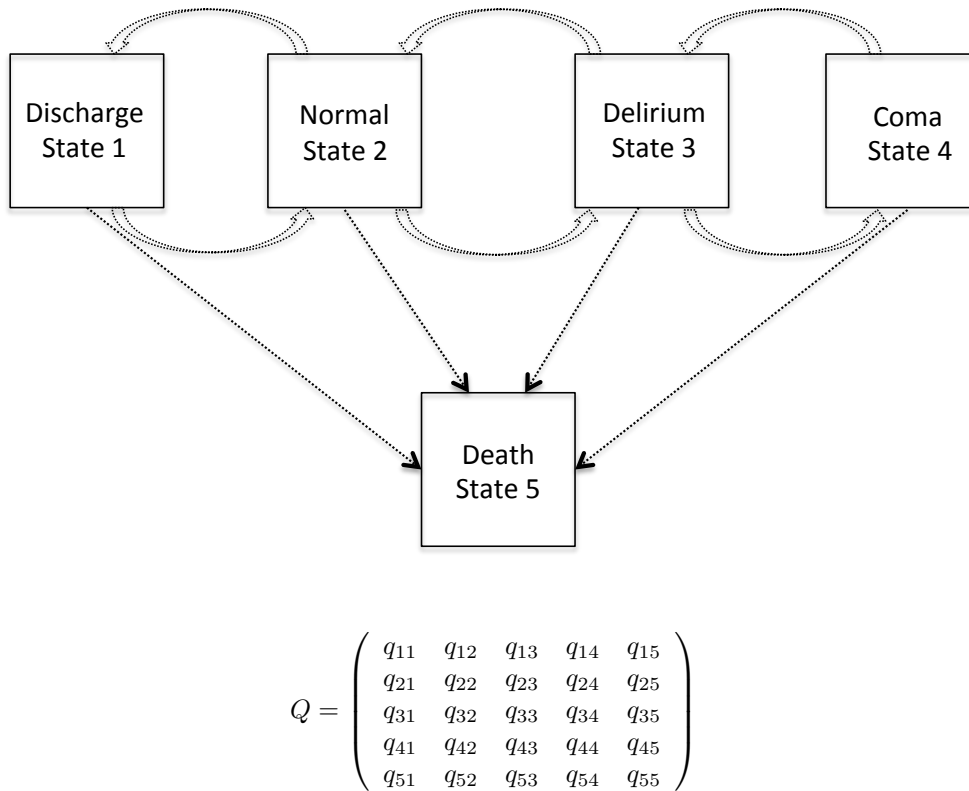 Discharge
State 1
Normal
State 2
Delirium
State 3
Coma
State 4
Death
State 5
Q =
q11 q12 q13 q14 q15
q21 q22 q23 q24 q25
q31 q32 q33 q34 q35
q41 q42 q43 q44 q45
q51 q52 q53 q54 q55